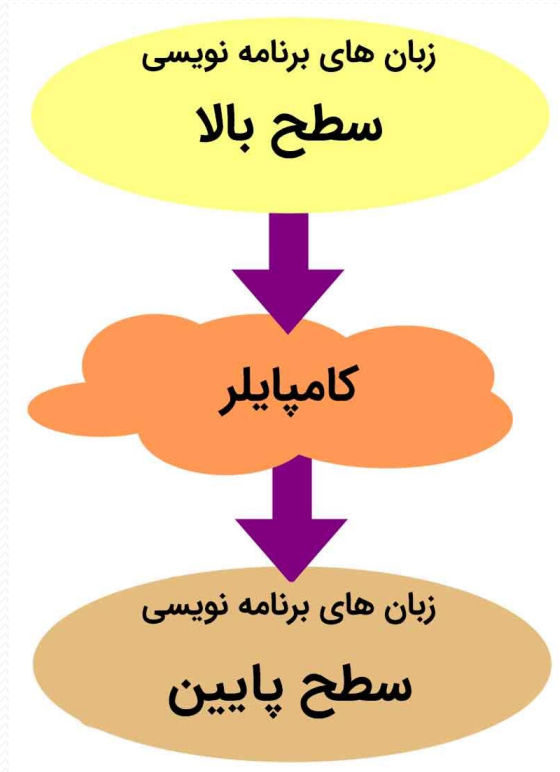 زبان های برنامه نویسی
سطح بالا
کامپایلر
زبان های برنامه نویسی
سطح پایین